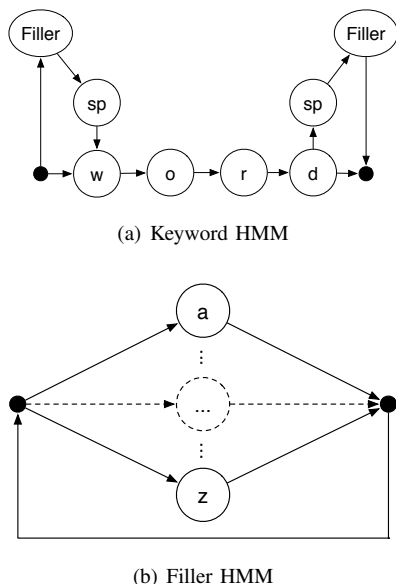 Filler Filler
sp sp
w o r d
(a) Keyword HMM
a
⋮
...
⋮
z
(b) Filler HMM